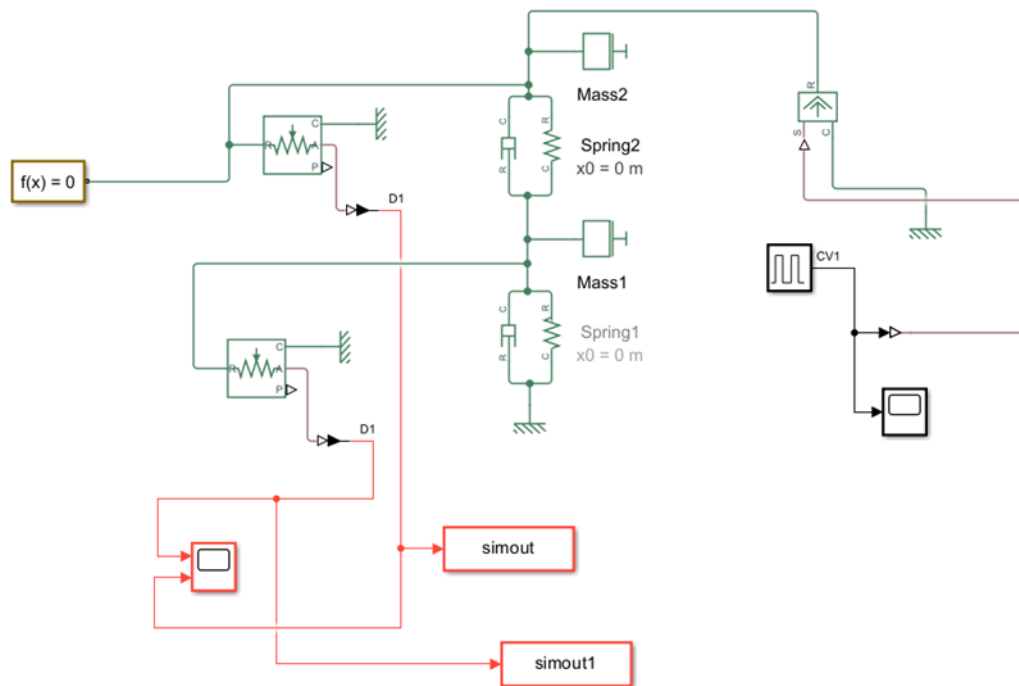 Mass2
R
S
C
C
R
A
P
C
R
R
C
Spring2
x0 = 0 m
f(x) = 0
D1
Mass1
CV1
C
R
R
C
Spring1
x0 = 0 m
C
R
A
P
D1
simout
simout1